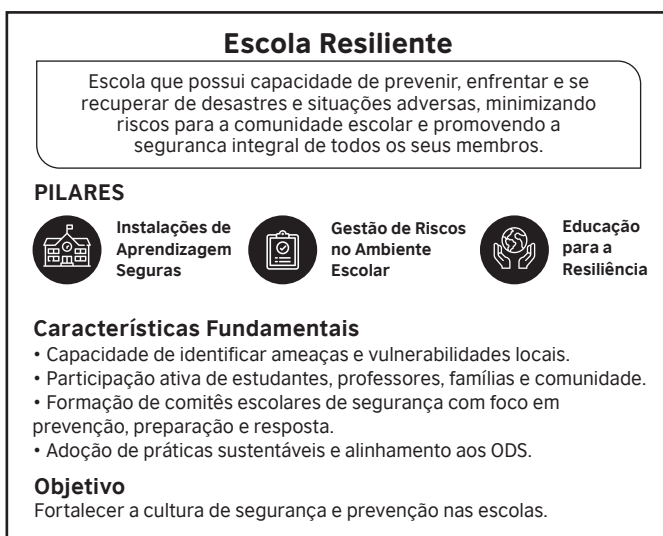 Escola Resiliente
Escola que possui capacidade de prevenir, enfrentar e se
recuperar de desastres e situações adversas, minimizando
riscos para a comunidade escolar e promovendo a
seguranca integral de todos os seus membros.
PILARES
Instalações de
Aprendizagem
Seguras
Gestão de Riscos
no Ambiente
Escolar
Educação
para a
Resiliência
Características Fundamentais
• Capacidade de identificar ameaças e vulnerabilidades locais.
• Participação ativa de estudantes, professores, famílias e comunidade.
• Formação de comitês escolares de segurança com foco em
prevenção, preparação e resposta.
• Adoção de práticas sustentáveis e alinhamento aos ODS.
Objetivo
Fortalecer a cultura de segurança e prevenção nas escolas.